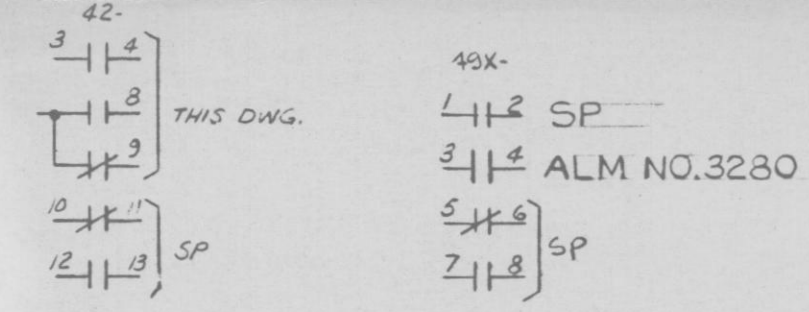 42-
3 4
8
THIS DWG.
9
10 11
SP
12 13
49X-
1 2 SP
3 4 ALM NO.3280
5 6
SP
7 8